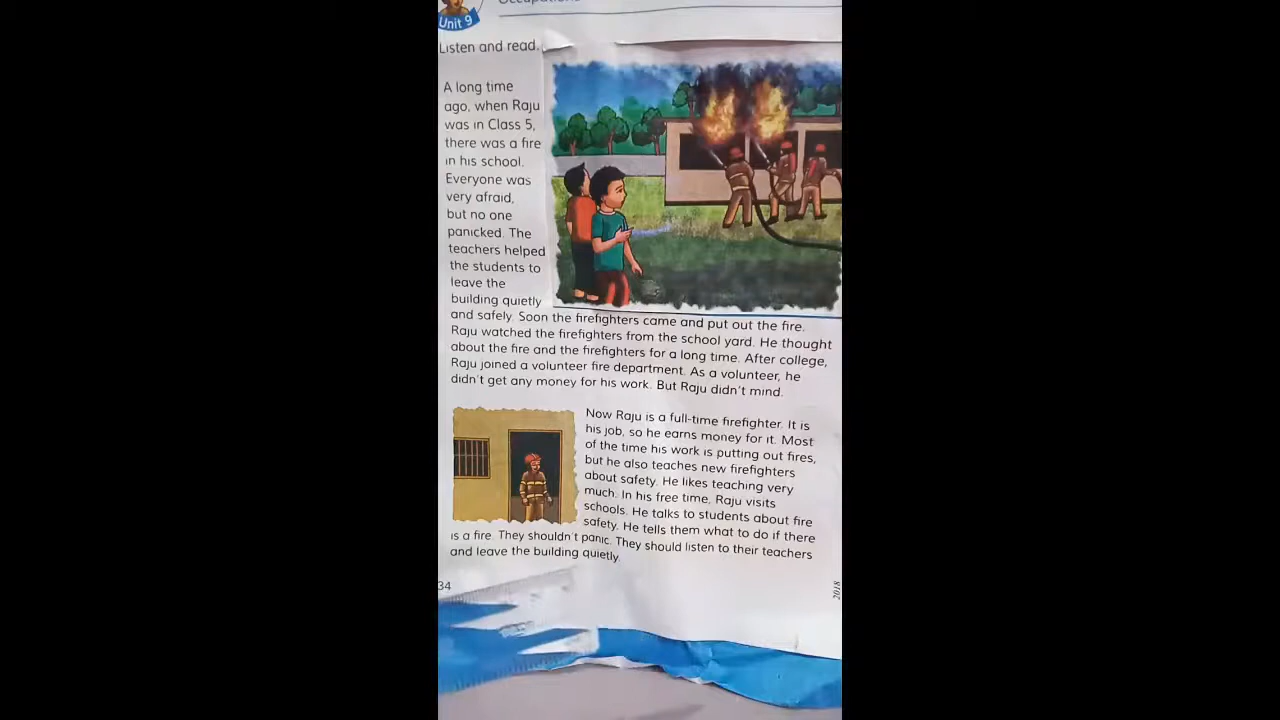 Unit 9
Occupations
Listen and read.
A long time
ago, when Raju
was in Class 5,
there was a fire
in his school.
Everyone was
very afraid,
but no one
panicked. The
teachers helped
the students to
leave the
building quietly
and safely. Soon the firefighters came and put out the fire.
Raju watched the firefighters from the school yard. He thought
about the fire and the firefighters for a long time. After college,
Raju joined a volunteer fire department. As a volunteer, he
didn't get any money for his work. But Raju didn't mind.
Now Raju is a full-time firefighter. It is
his job, so he earns money for it. Most
of the time his work is putting out fires,
but he also teaches new firefighters
about safety. He likes teaching very
much. In his free time, Raju visits
schools. He talks to students about fire
safety. He tells them what to do if there
is a fire. They shouldn't panic. They should listen to their teachers
and leave the building quietly.
34
2018